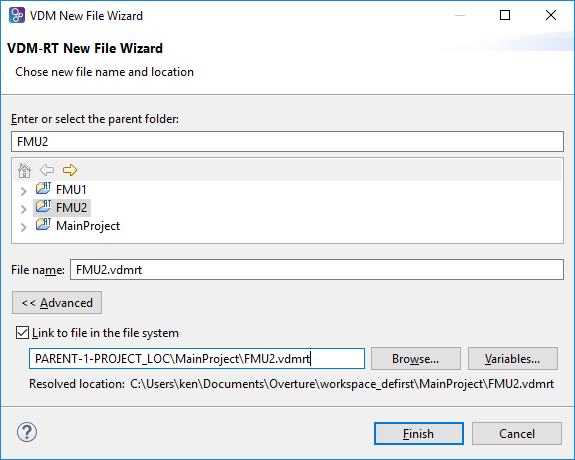 VDM New File Wizard
VDM-RT New File Wizard
Chose new file name and location
Enter or select the parent folder:
FMU2
FMU1
FMU2
MainProject
File name: FMU2.vdmrt
<< Advanced
Link to file in the file system
PARENT-1-PROJECT_LOC\MainProject\FMU2.vdmrt Browse... Variables...
Resolved location: C:\Users\ken\Documents\Overture\workspace_defirst\MainProject\FMU2.vdmrt
? Finish Cancel